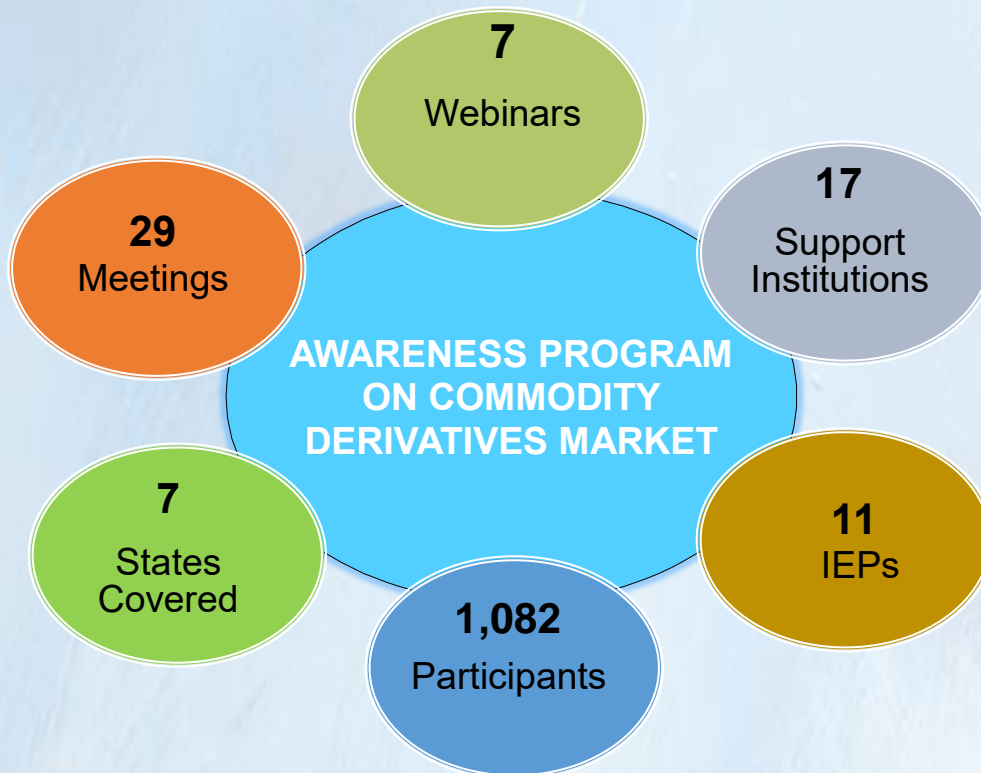 7
Webinars
17
Support
Institutions
29
Meetings
AWARENESS PROGRAM
ON COMMODITY
DERIVATIVES MARKET
7
States
Covered
11
IEPs
1,082
Participants